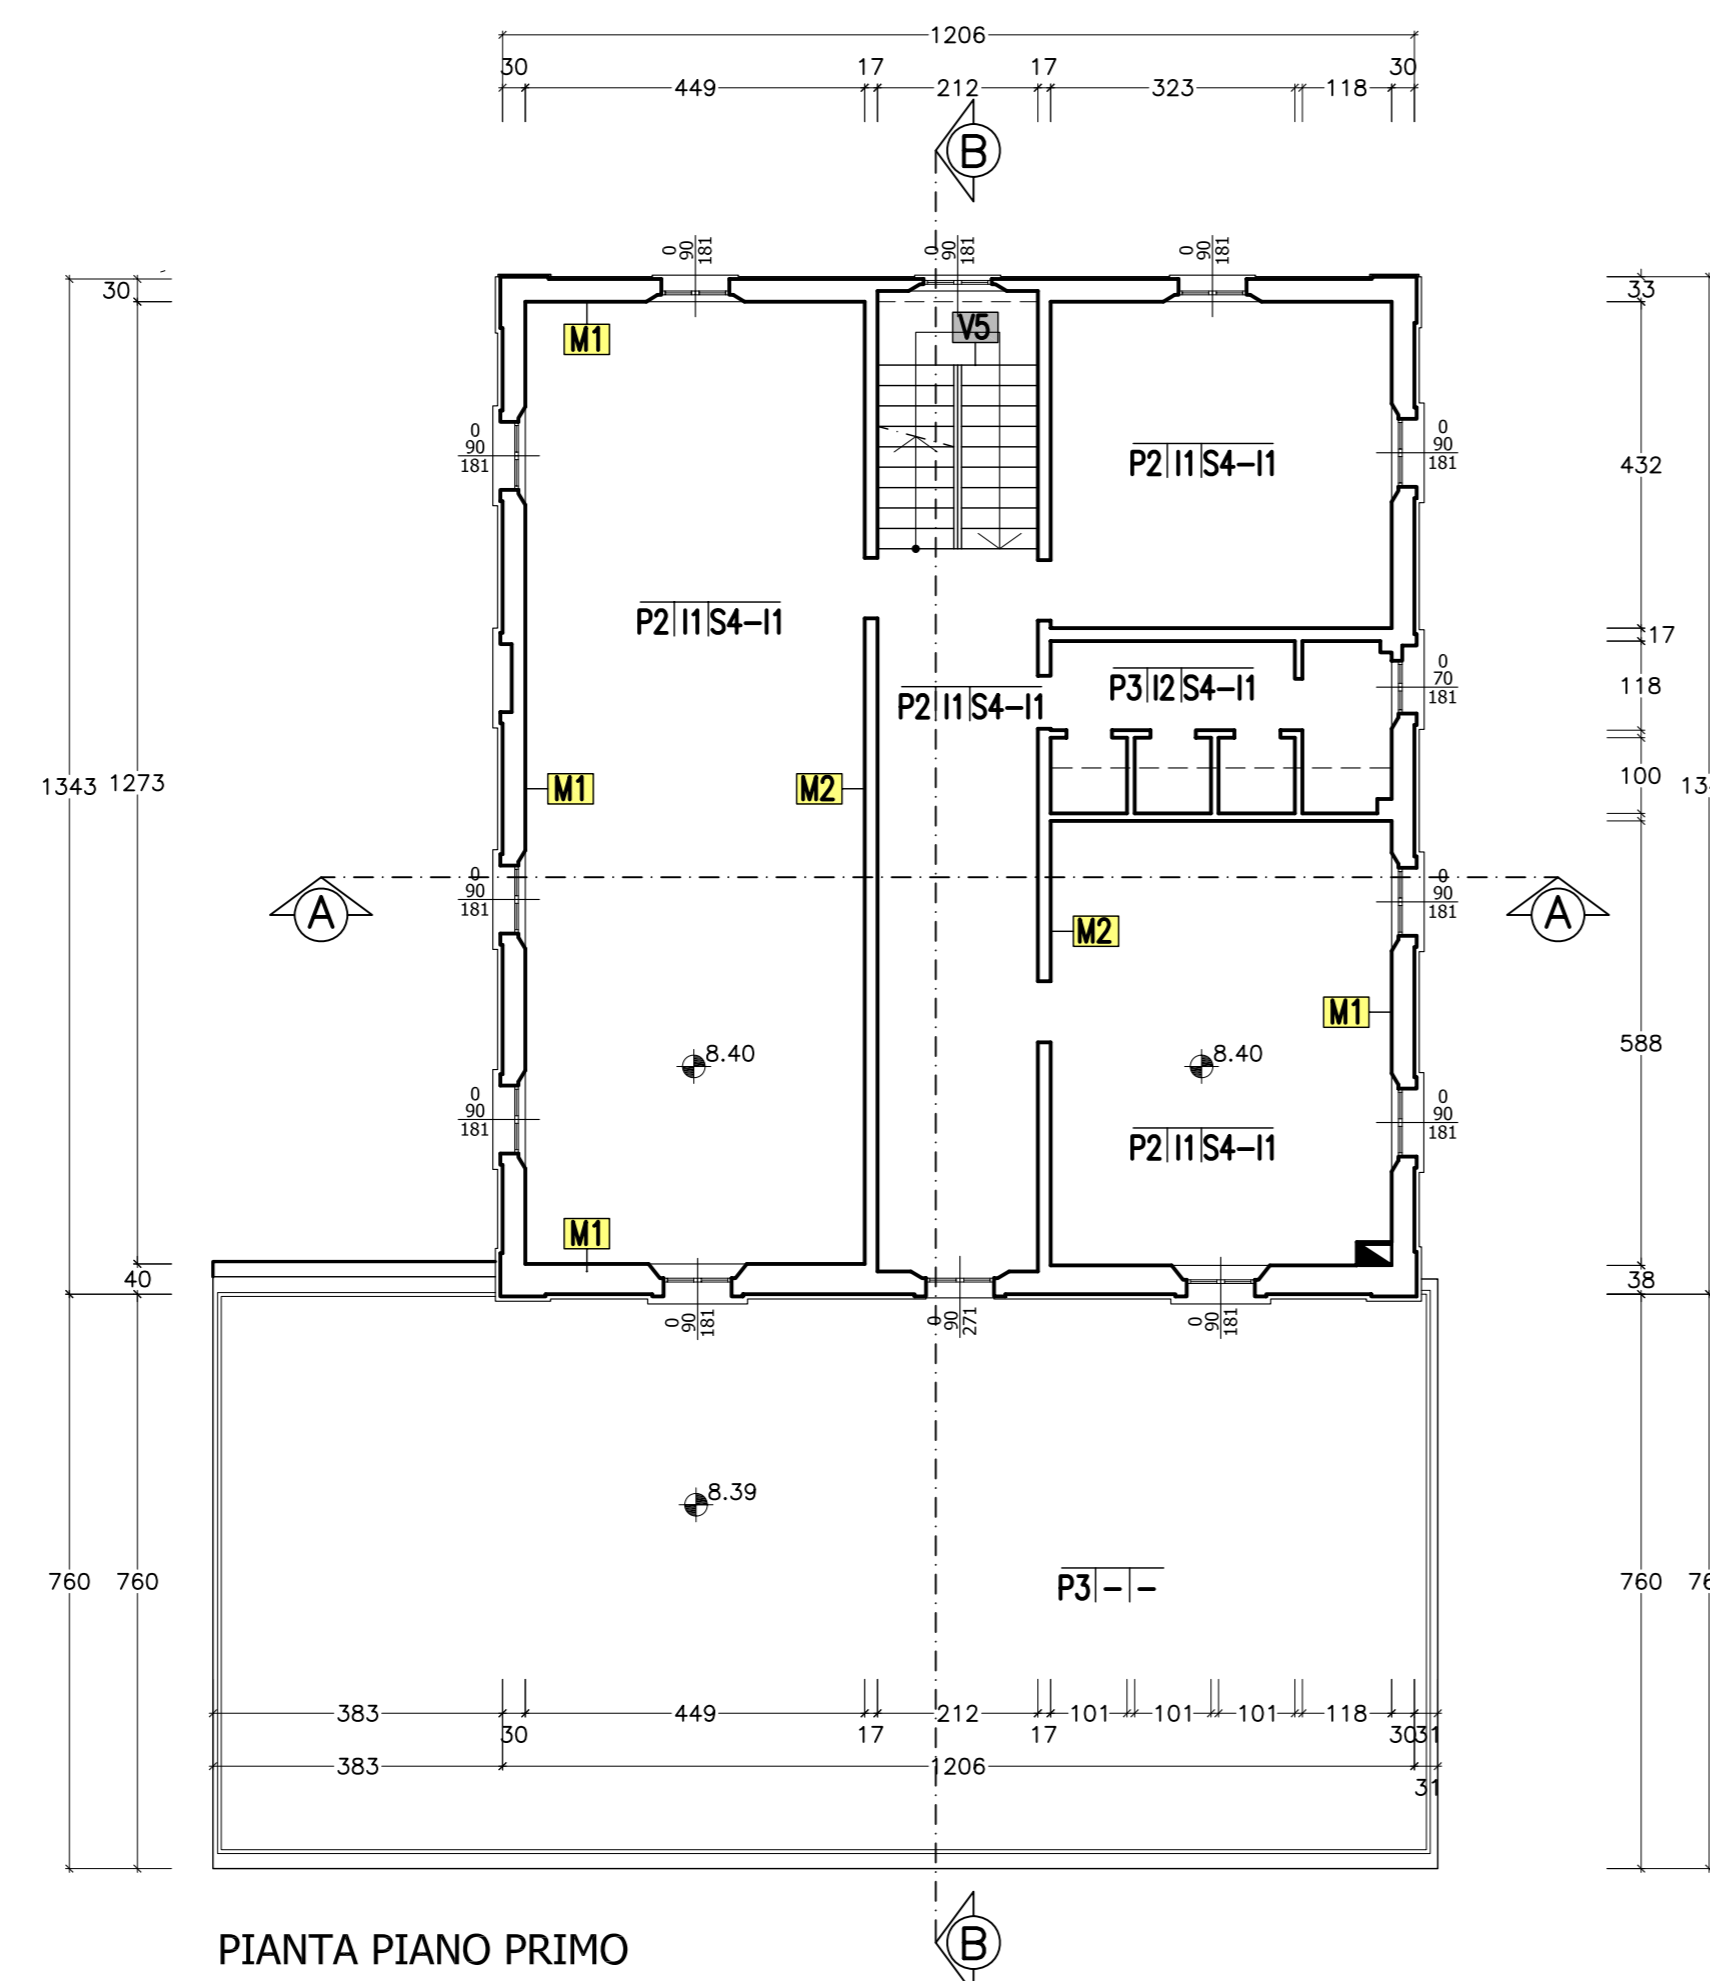 1206
30 17 17 30
449 212 323 118
B
0 90 181
0 90 181
0 90 181
30
33
V5
M1
0 90 181
0 90 181
P2 I1 S4-I1
432
P2 I1 S4-I1
17
P3 I2 S4-I1
0 70 181
118
P2 I1 S4-I1
1343 1273
M1
M2
100
0 90 181
0 90 181
A
A
M2
M1
8.40
8.40
588
0 90 181
0 90 181
P2 I1 S4-I1
M1
40
38
0 90 181
0 90 271
0 90 181
8.39
760 760
P3 - -
760
383 449 212 101 101 101 118
30 17 17 30 31
383 1206
31
PIANTA PIANO PRIMO
B